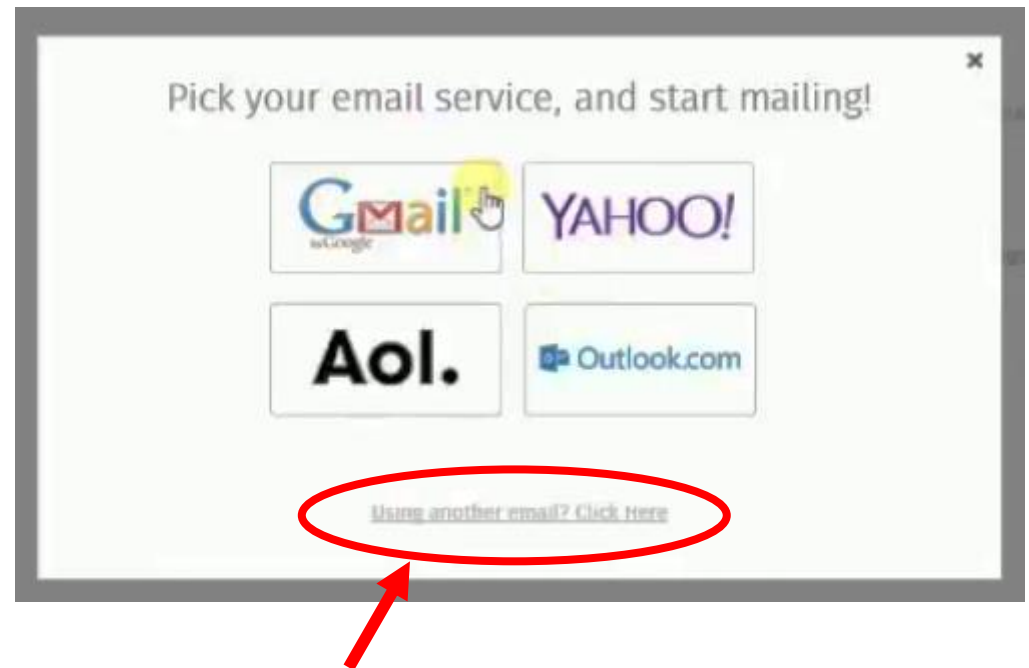 Pick your email service, and start mailing!
Gmail YAHOO!
by Google
Aol. Outlook.com
Using another email? Click Here